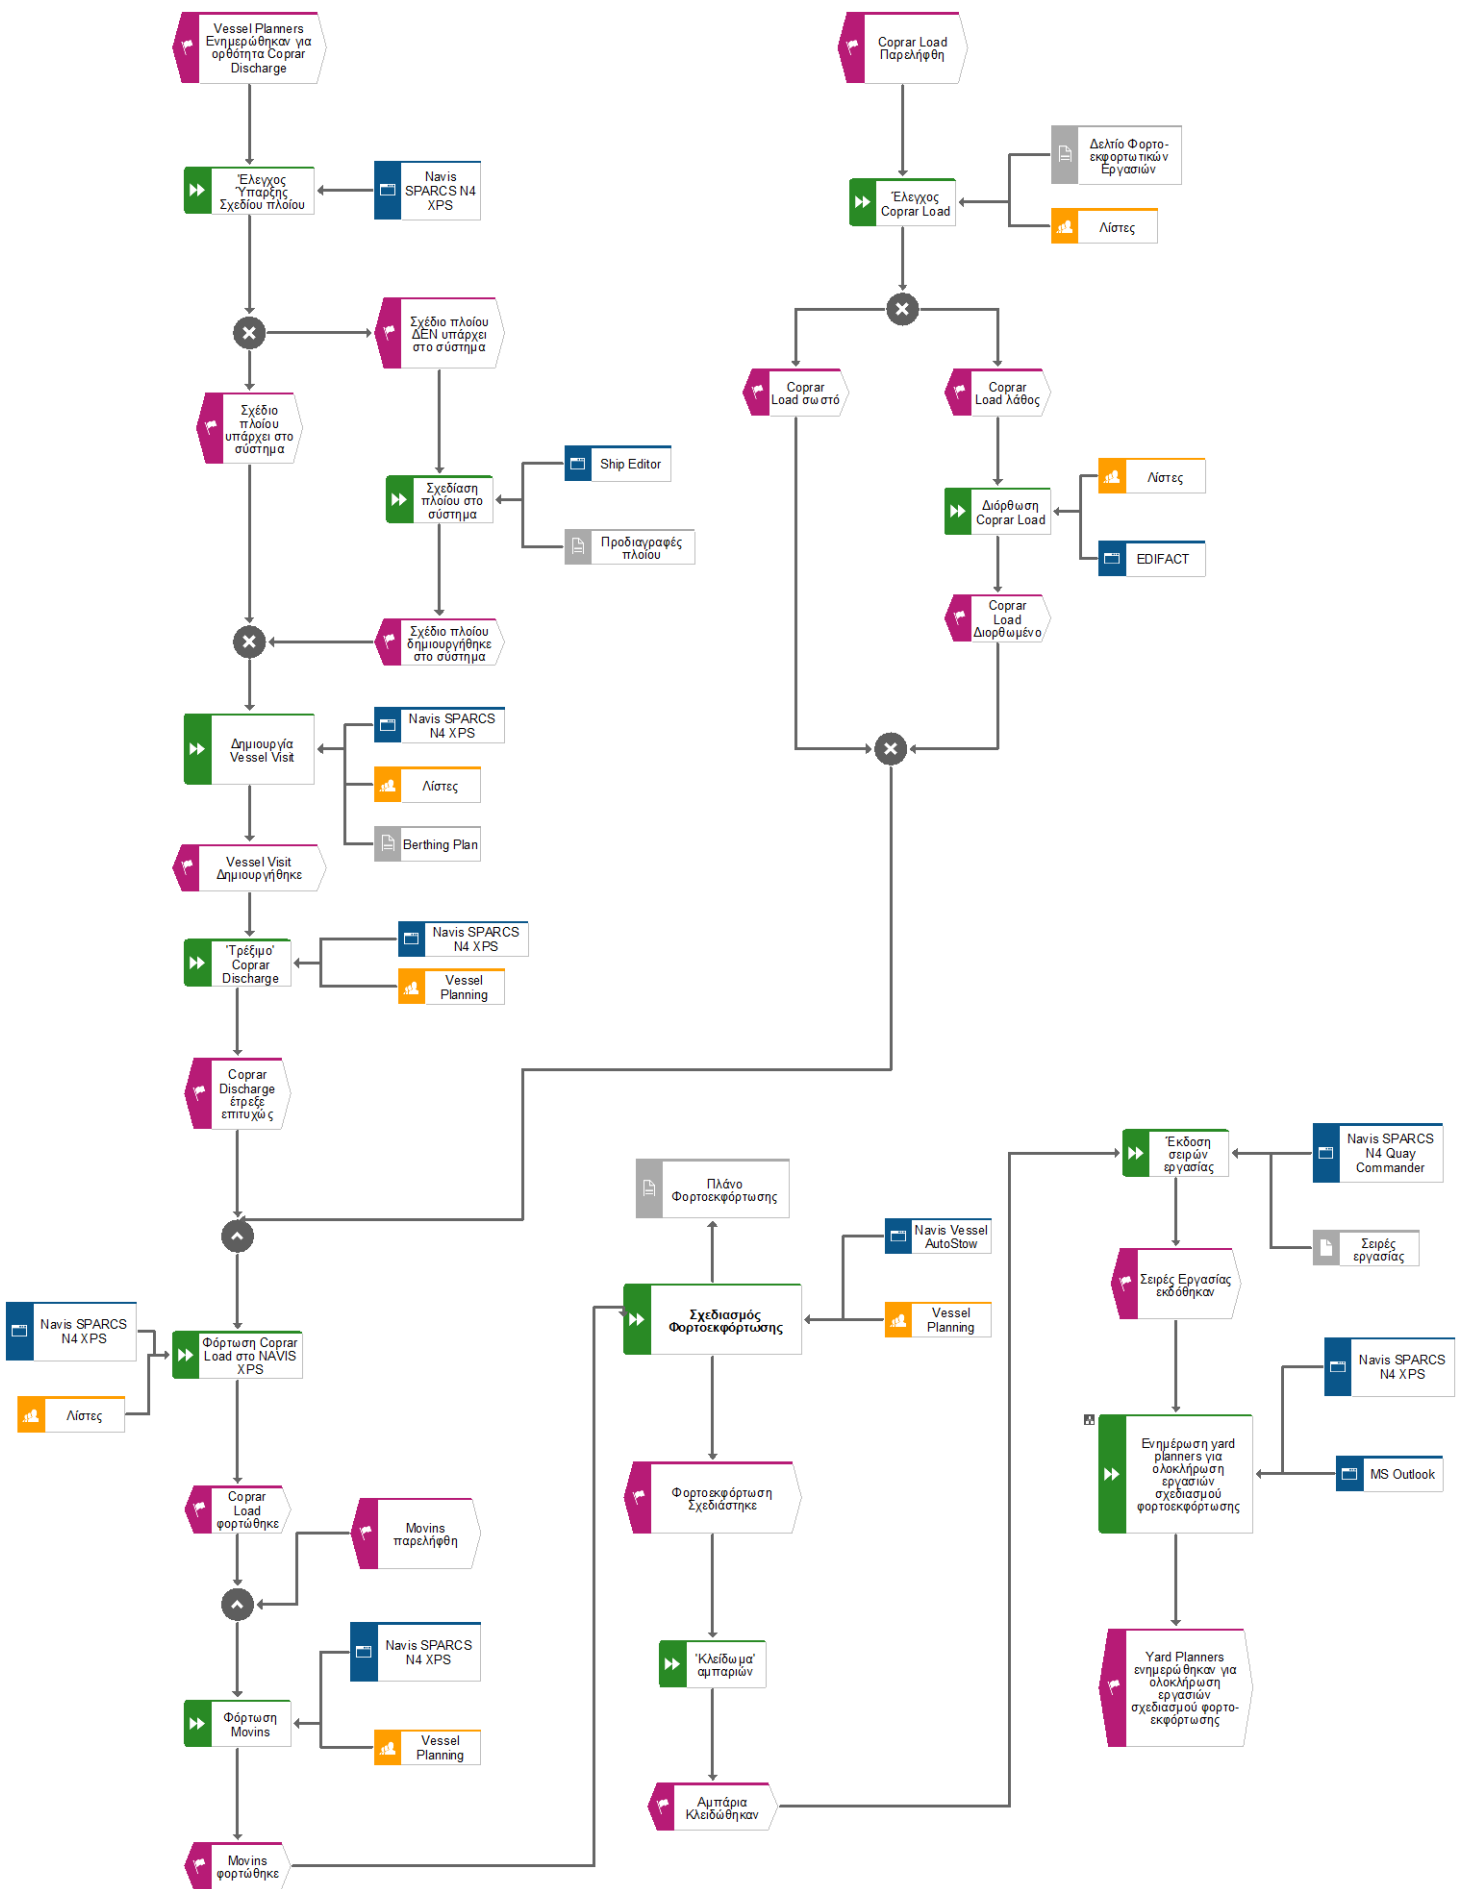 Vessel Planners
Ενημερώθηκαν για
ορθότητα Coprar
Discharge
Έλεγχος
Ύπαρξης
Σχεδίου πλοίου
Navis
SPARCS N4
XPS
Σχέδιο πλοίου
ΔΕΝ υπάρχει
στο σύστημα
Σχέδιο
πλοίου
υπάρχει στο
σύστημα
Ship Editor
Σχεδίαση
πλοίου στο
σύστημα
Προδιαγραφές
πλοίου
Σχέδιο πλοίου
δημιουργήθηκε
στο σύστημα
Δημιουργία
Vessel Visit
Navis SPARCS
N4 XPS
Λίστες
Berthing Plan
Vessel Visit
Δημιουργήθηκε
'Τρέξιμο'
Coprar
Discharge
Navis SPARCS
N4 XPS
Vessel
Planning
Coprar
Discharge
έτρεξε
επιτυχώς
Coprar Load
Παρελήφθη
Δελτίο Φορτο-
εκφορτωτικών
Εργασιών
Έλεγχος
Coprar Load
Λίστες
Coprar
Load σωστό
Coprar
Load λάθος
Διόρθωση
Coprar Load
Λίστες
EDIFACT
Coprar
Load
Διορθωμένο
Navis SPARCS
N4 XPS
Φόρτωση Coprar
Load στο NAVIS
XPS
Λίστες
Coprar
Load
φορτώθηκε
Movins
παρελήφθη
Navis SPARCS
N4 XPS
Φόρτωση
Movins
Vessel
Planning
Movins
φορτώθηκε
Πλάνο
Φορτοεκφόρτωσης
Navis Vessel
AutoStow
Σχεδιασμός
Φορτοεκφόρτωσης
Vessel
Planning
Φορτοεκφόρτωση
Σχεδιάστηκε
'Κλείδωμα'
αμπαριών
Αμπάρια
Κλειδώθηκαν
Έκδοση
σειρών
εργασίας
Navis SPARCS
N4 Quay
Commander
Σειρές
εργασίας
Σειρές Εργασίας
εκδόθηκαν
Navis SPARCS
N4 XPS
Ενημέρωση yard
planners για
ολοκλήρωση
εργασιών
σχεδιασμού
φορτοεκφόρτωσης
MS Outlook
Yard Planners
ενημερώθηκαν για
ολοκλήρωση
εργασιών
σχεδιασμού φορτο-
εκφόρτωσης